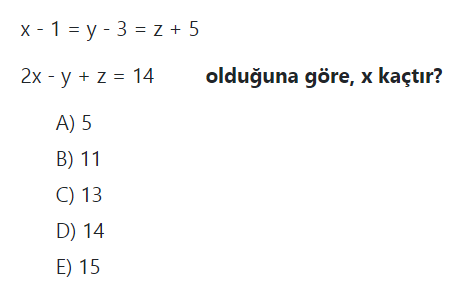 x - 1 = y - 3 = z + 5
2x - y + z = 14 olduğuna göre, x kaçtır?
A) 5
B) 11
C) 13
D) 14
E) 15